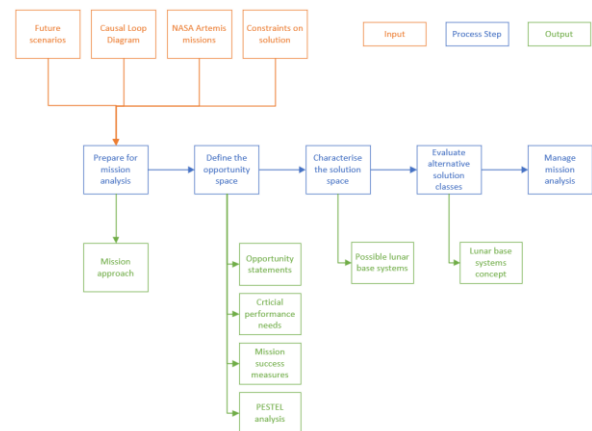 Future
scenarios
Causal Loop
Diagram
NASA Artemis
missions
Constraints on
solution
Input
Process Step
Output
Prepare for
mission
analysis
Define the
opportunity
space
Characterise
the solution
space
Evaluate
alternative
solution
classes
Manage
mission analysis
Mission
approach
Opportunity
statements
Possible lunar
base systems
Lunar base
systems
concept
Crticial
performance
needs
Mission
success
measures
PESTEL
analysis